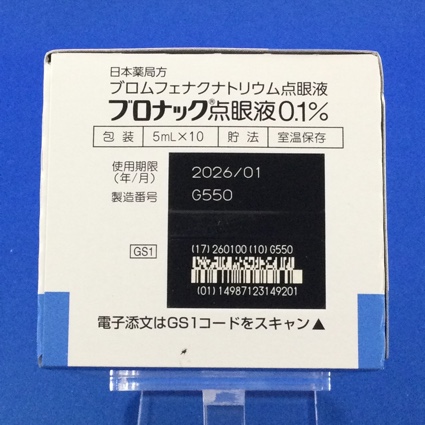 日本薬局方
ブロムフェナクナトリウム点眼液
ブロナック®点眼液0.1%
包装 5mL×10 貯法 室温保存
使用期限 2026/01
(年/月)
製造番号 G550
GS1
(17)260100(10)G550
(01)14987123149201
電子添文はGS1コードをスキャン▲